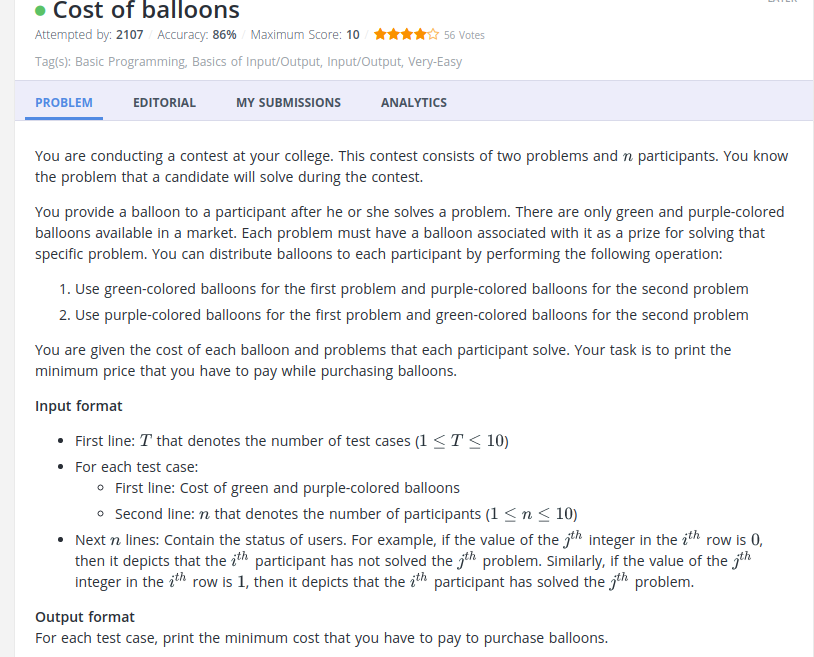 Cost of balloons
Attempted by: 2107 / Accuracy: 86% / Maximum Score: 10 / 56 Votes
Tag(s): Basic Programming, Basics of Input/Output, Input/Output, Very-Easy
PROBLEM EDITORIAL MY SUBMISSIONS ANALYTICS
You are conducting a contest at your college. This contest consists of two problems and n participants. You know
the problem that a candidate will solve during the contest.
You provide a balloon to a participant after he or she solves a problem. There are only green and purple-colored
balloons available in a market. Each problem must have a balloon associated with it as a prize for solving that
specific problem. You can distribute balloons to each participant by performing the following operation:
1. Use green-colored balloons for the first problem and purple-colored balloons for the second problem
2. Use purple-colored balloons for the first problem and green-colored balloons for the second problem
You are given the cost of each balloon and problems that each participant solve. Your task is to print the
minimum price that you have to pay while purchasing balloons.
Input format
• First line: T that denotes the number of test cases (1 ≤ T ≤ 10)
• For each test case:
◦ First line: Cost of green and purple-colored balloons
◦ Second line: n that denotes the number of participants (1 ≤ n ≤ 10)
• Next n lines: Contain the status of users. For example, if the value of the jth integer in the ith row is 0,
then it depicts that the ith participant has not solved the jth problem. Similarly, if the value of the jth
integer in the ith row is 1, then it depicts that the ith participant has solved the jth problem.
Output format
For each test case, print the minimum cost that you have to pay to purchase balloons.